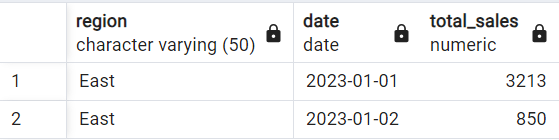 region date total_sales
character varying (50) date numeric
1 East 2023-01-01 3213
2 East 2023-01-02 850